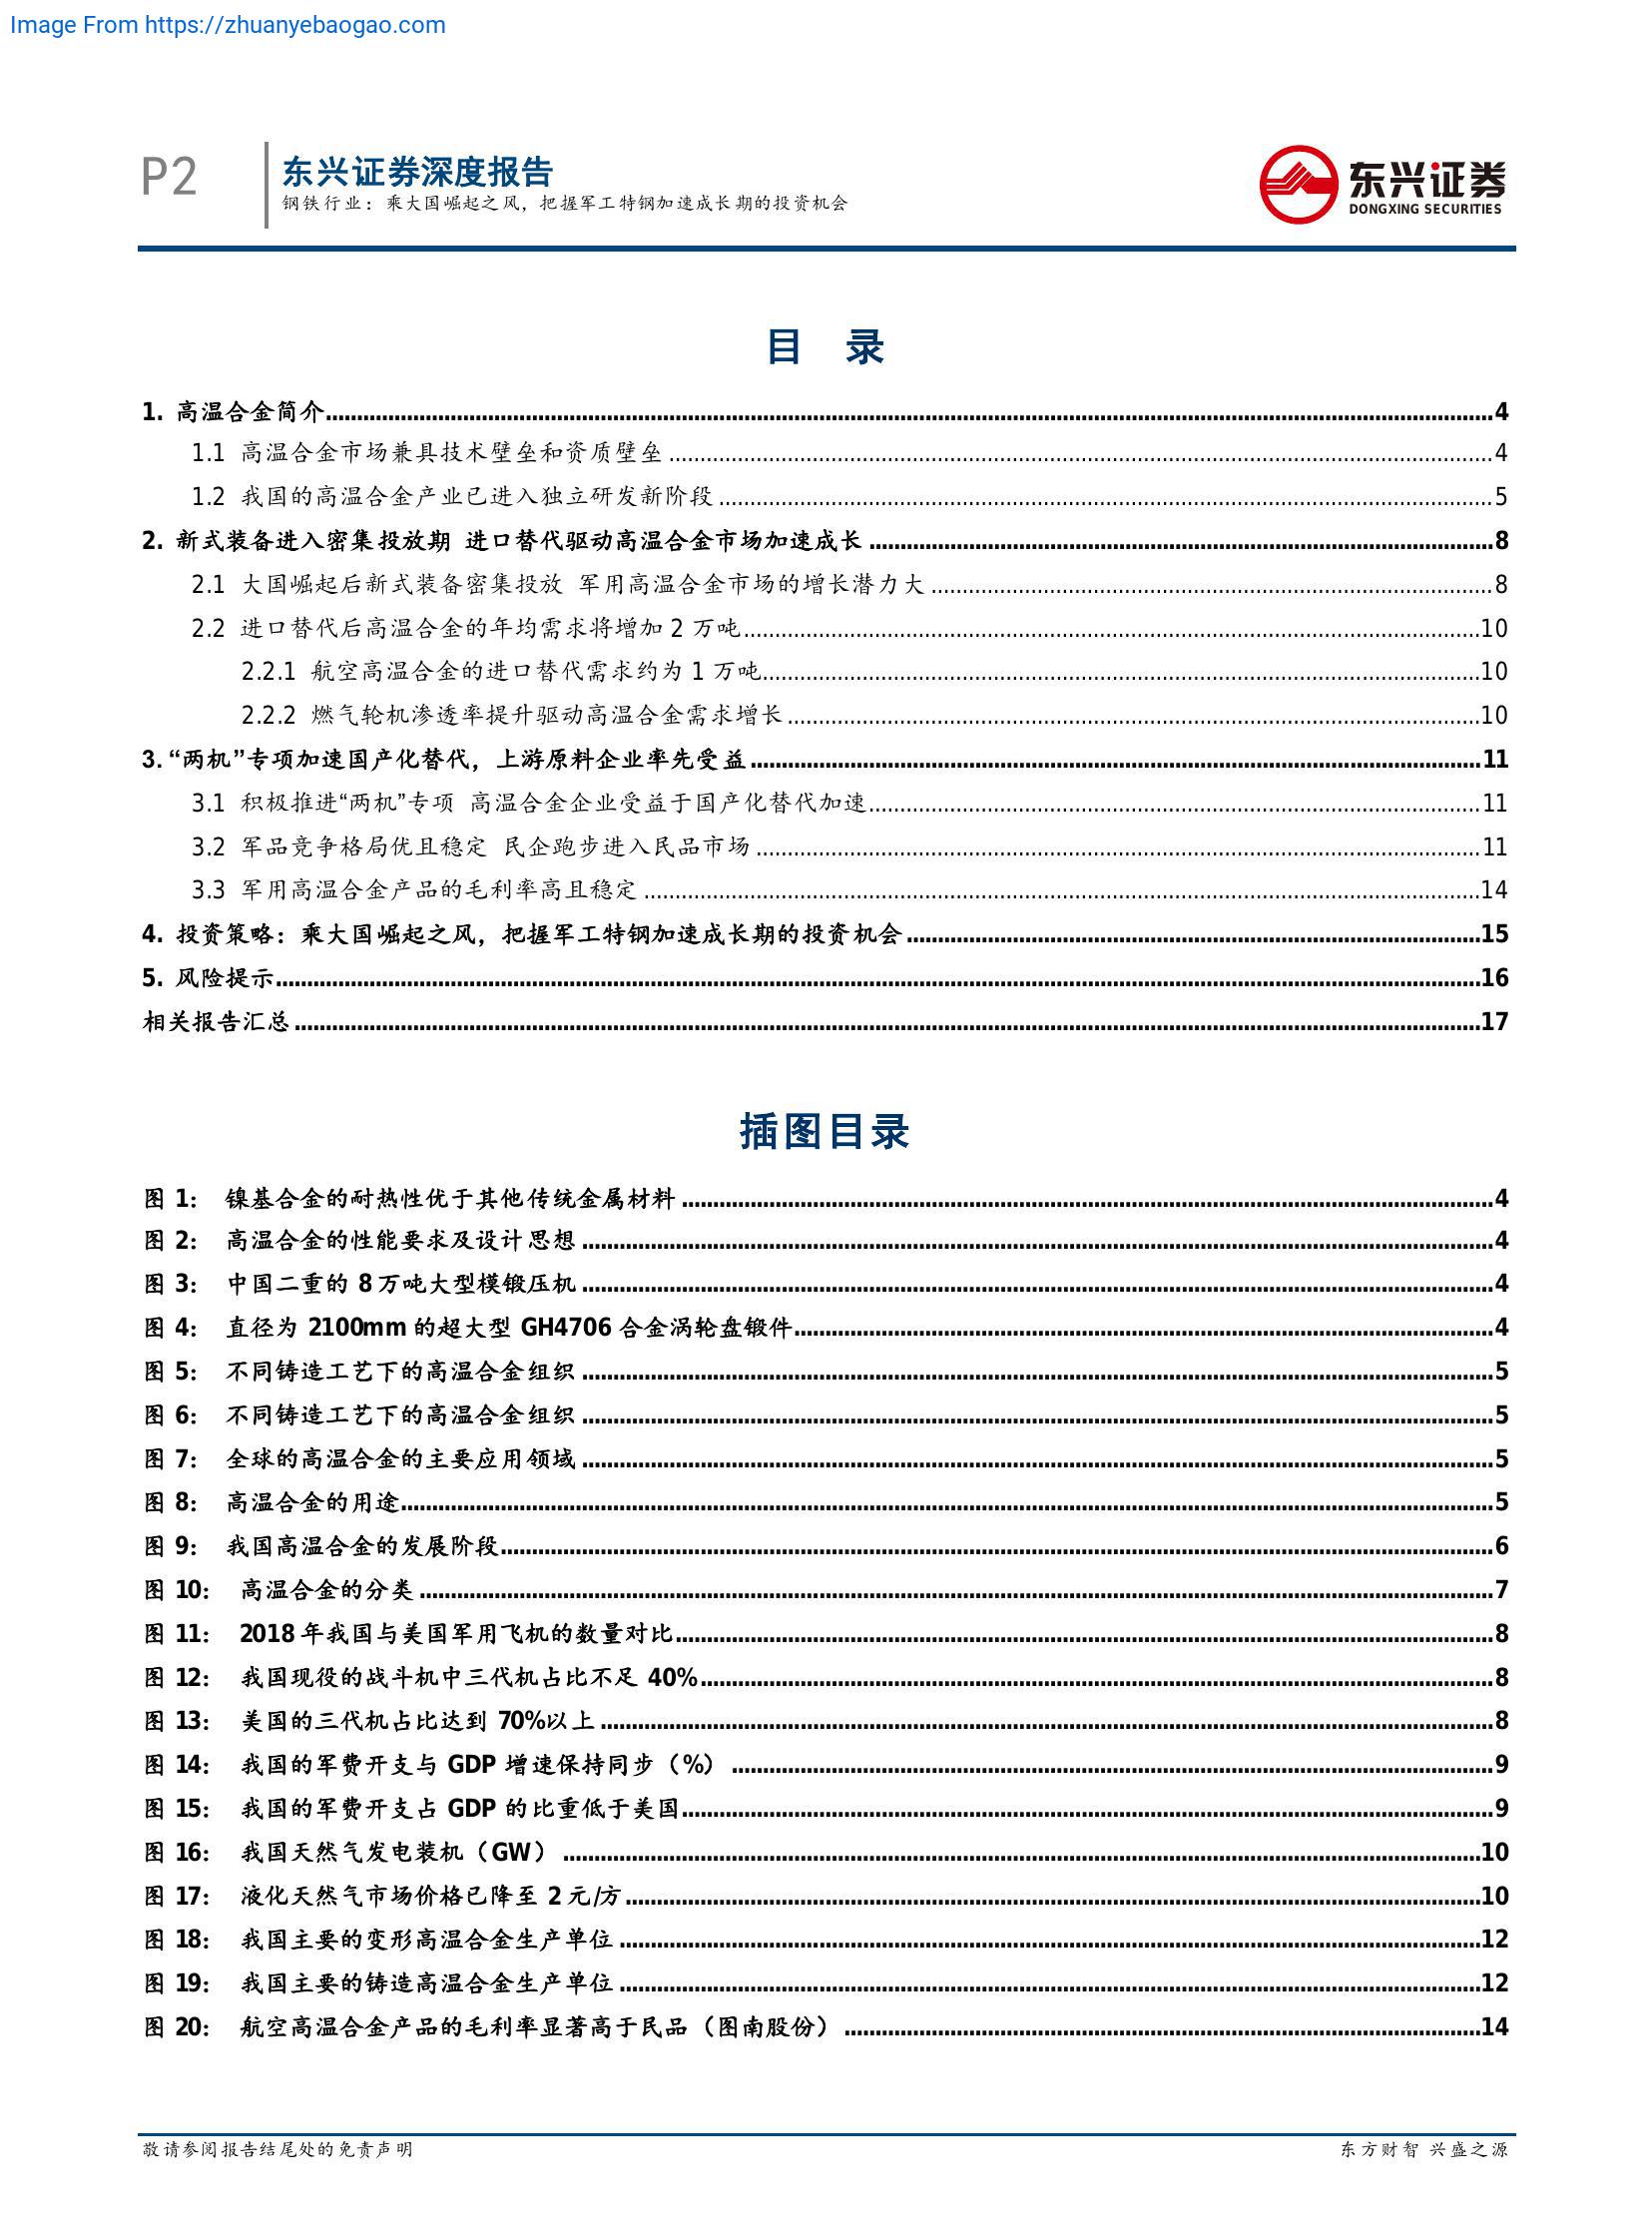 Image From https://zhuanyebaogao.com
P2
东兴证券深度报告
钢铁行业：乘大国崛起之风，把握军工特钢加速成长期的投资机会
东兴证券
DONGXING SECURITIES
目 录
1. 高温合金简介 4
1.1 高温合金市场兼具技术壁垒和资质壁垒 4
1.2 我国的高温合金产业已进入独立研发新阶段 5
2. 新式装备进入密集投放期 进口替代驱动高温合金市场加速成长 8
2.1 大国崛起后新式装备密集投放 军用高温合金市场的增长潜力大 8
2.2 进口替代后高温合金的年均需求将增加 2 万吨 10
2.2.1 航空高温合金的进口替代需求约为 1 万吨 10
2.2.2 燃气轮机渗透率提升驱动高温合金需求增长 10
3. “两机”专项加速国产化替代，上游原料企业率先受益 11
3.1 积极推进“两机”专项 高温合金企业受益于国产化替代加速 11
3.2 军品竞争格局优且稳定 民企跑步进入民品市场 11
3.3 军用高温合金产品的毛利率高且稳定 14
4. 投资策略：乘大国崛起之风，把握军工特钢加速成长期的投资机会 15
5. 风险提示 16
相关报告汇总 17
插图目录
图 1： 镍基合金的耐热性优于其他传统金属材料 4
图 2： 高温合金的性能要求及设计思想 4
图 3： 中国二重的 8 万吨大型模锻压机 4
图 4： 直径为 2100mm 的超大型 GH4706 合金涡轮盘锻件 4
图 5： 不同铸造工艺下的高温合金组织 5
图 6： 不同铸造工艺下的高温合金组织 5
图 7： 全球的高温合金的主要应用领域 5
图 8： 高温合金的用途 5
图 9： 我国高温合金的发展阶段 6
图 10： 高温合金的分类 7
图 11： 2018 年我国与美国军用飞机的数量对比 8
图 12： 我国现役的战斗机中三代机占比不足 40% 8
图 13： 美国的三代机占比达到 70%以上 8
图 14： 我国的军费开支与 GDP 增速保持同步（%） 9
图 15： 我国的军费开支占 GDP 的比重低于美国 9
图 16： 我国天然气发电装机（GW） 10
图 17： 液化天然气市场价格已降至 2 元/方 10
图 18： 我国主要的变形高温合金生产单位 12
图 19： 我国主要的铸造高温合金生产单位 12
图 20： 航空高温合金产品的毛利率显著高于民品（图南股份） 14
敬请参阅报告结尾处的免责声明
东方财智 兴盛之源